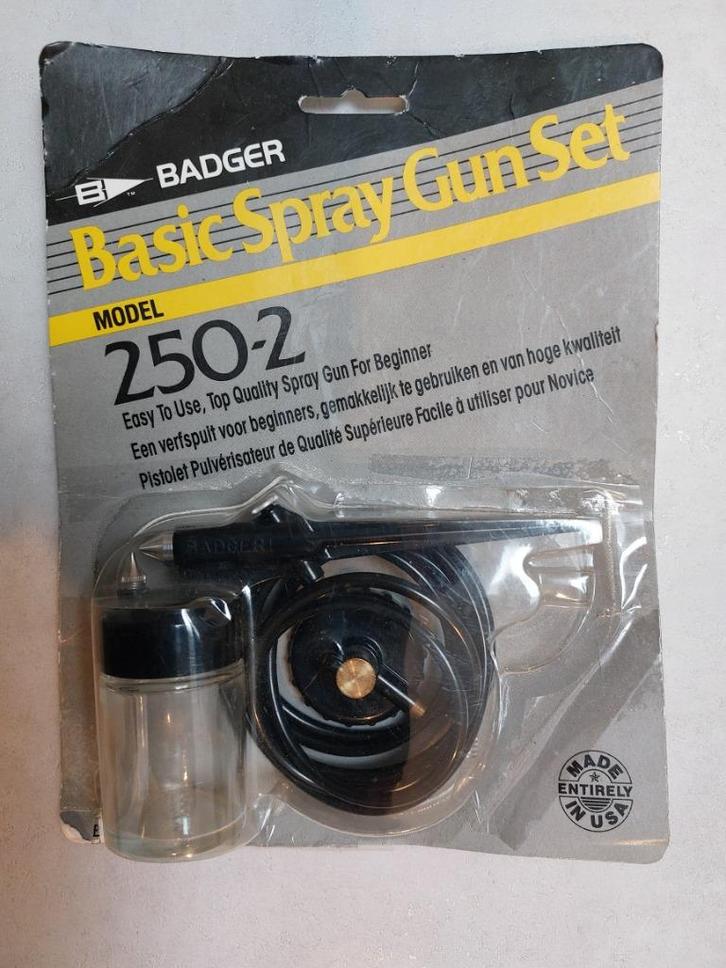 B TM BADGER
Basic Spray Gun Set
MODEL
250-2
Easy To Use, Top Quality Spray Gun For Beginner
Een verfspuit voor beginners, gemakkelijk te gebruiken en van hoge kwaliteit
Pistolet Pulvérisateur de Qualité Supérieure Facile à utiliser pour Novice
BADGER
MADE
ENTIRELY
IN USA